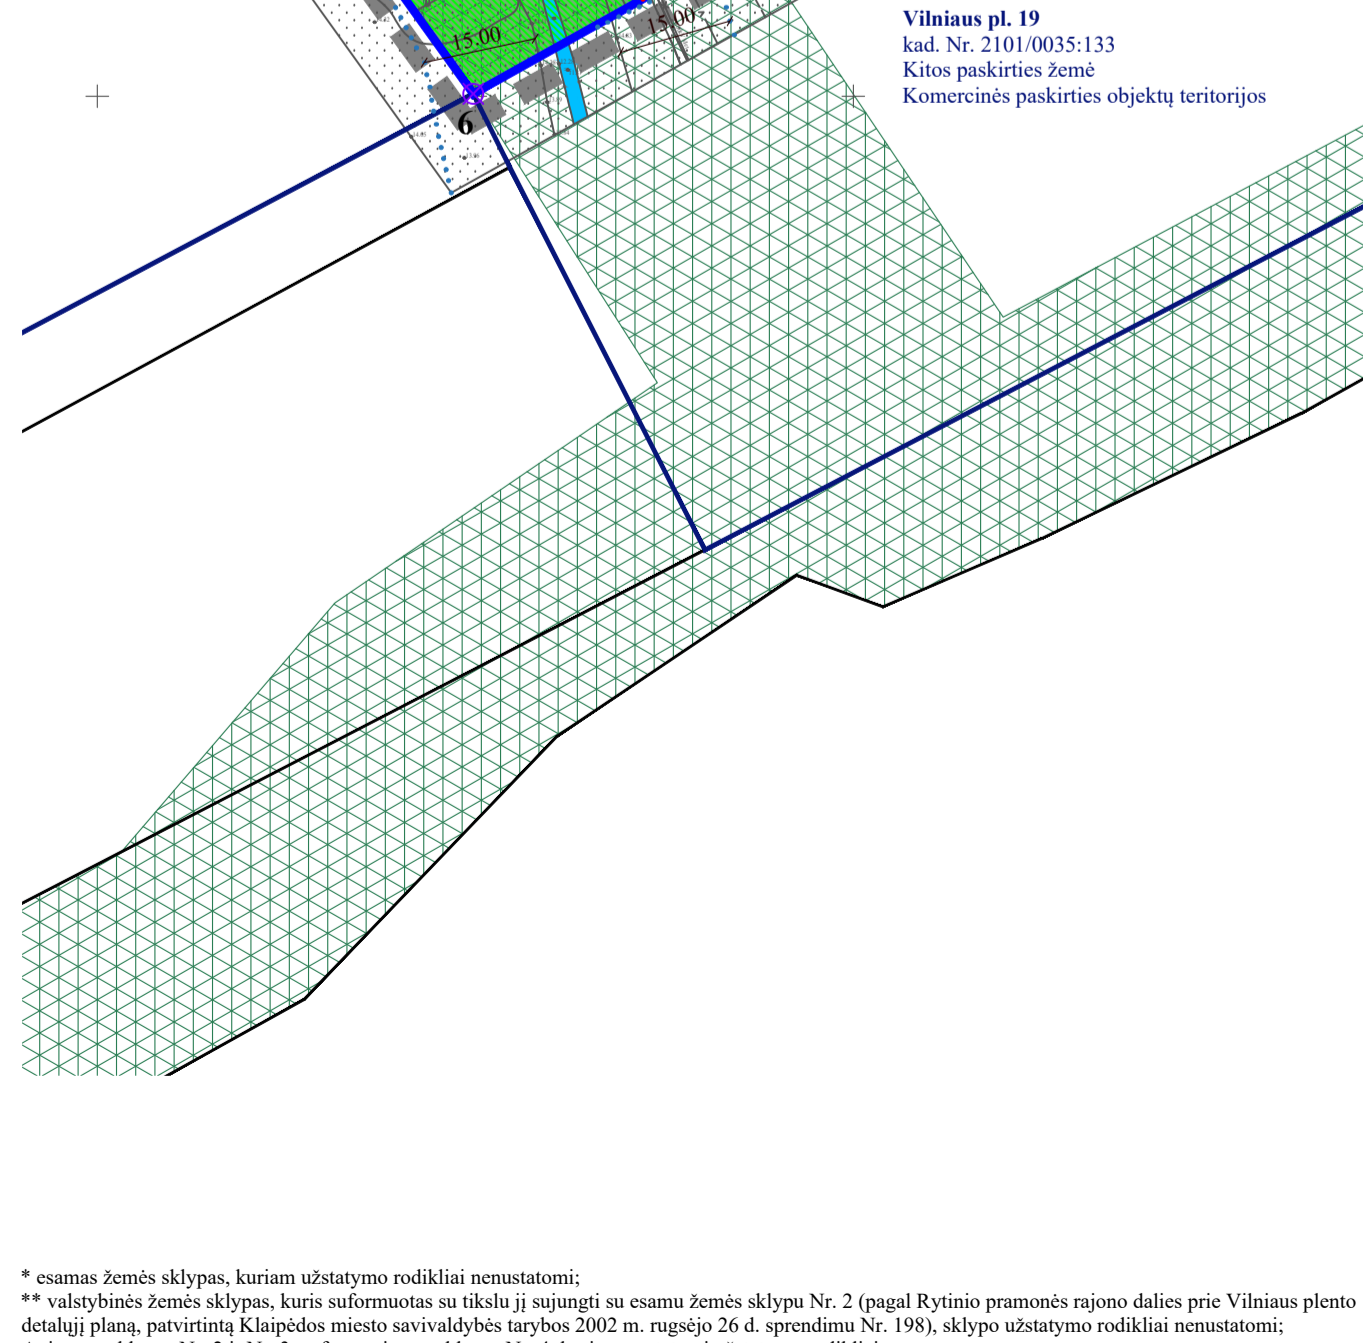 15.00
15.00
6
Vilniaus pl. 19
kad. Nr. 2101/0035:133
Kitos paskirties žemė
Komercinės paskirties objektų teritorijos
* esamas žemės sklypas, kuriam užstatymo rodikliai nenustatomi;
** valstybinės žemės sklypas, kuris suformuotas su tikslu jį sujungti su esamu žemės sklypu Nr. 2 (pagal Rytinio pramonės rajono dalies prie Vilniaus plento
detalųjį planą, patvirtintą Klaipėdos miesto savivaldybės tarybos 2002 m. rugsėjo 26 d. sprendimu Nr. 198), sklypo užstatymo rodikliai nenustatomi;